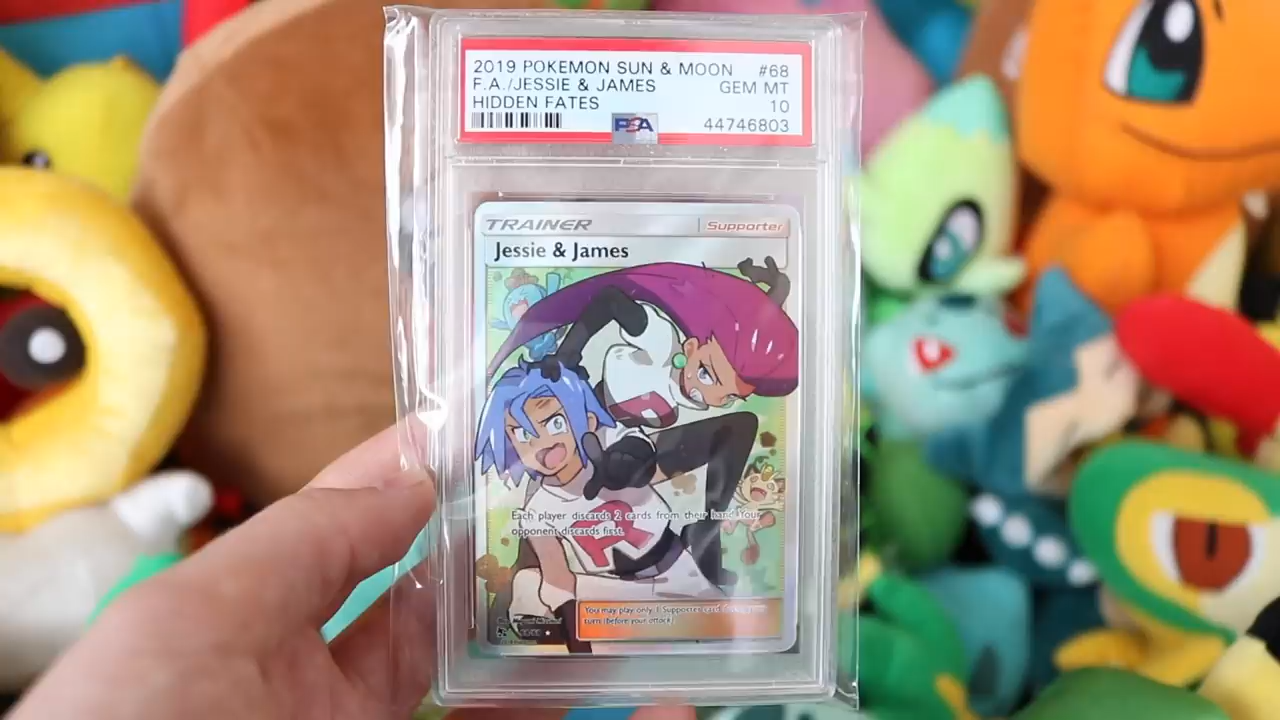 2019 POKEMON SUN & MOON #68
F.A./JESSIE & JAMES GEM MT
HIDDEN FATES 10
PSA 44746803
TRAINER Supporter
Jessie & James
R
Each player discards 2 cards from their hand. Your
opponent discards first.
You may play only 1 Supporter card during your
turn (before your attack).
68/68